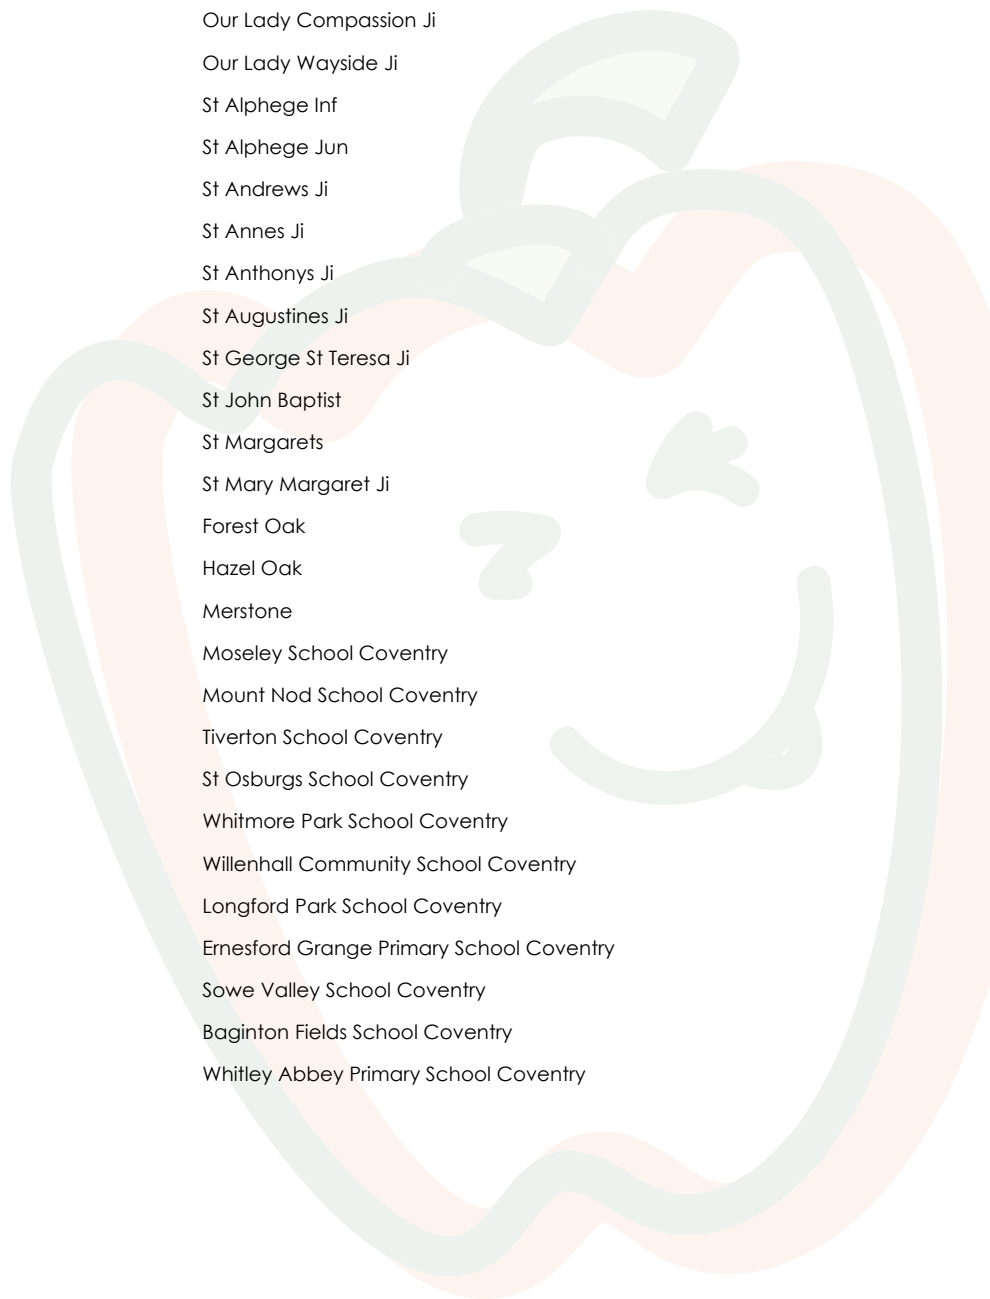 Our Lady Compassion Ji
Our Lady Wayside Ji
St Alphege Inf
St Alphege Jun
St Andrews Ji
St Annes Ji
St Anthonys Ji
St Augustines Ji
St George St Teresa Ji
St John Baptist
St Margarets
St Mary Margaret Ji
Forest Oak
Hazel Oak
Merstone
Moseley School Coventry
Mount Nod School Coventry
Tiverton School Coventry
St Osburgs School Coventry
Whitmore Park School Coventry
Willenhall Community School Coventry
Longford Park School Coventry
Ernesford Grange Primary School Coventry
Sowe Valley School Coventry
Baginton Fields School Coventry
Whitley Abbey Primary School Coventry